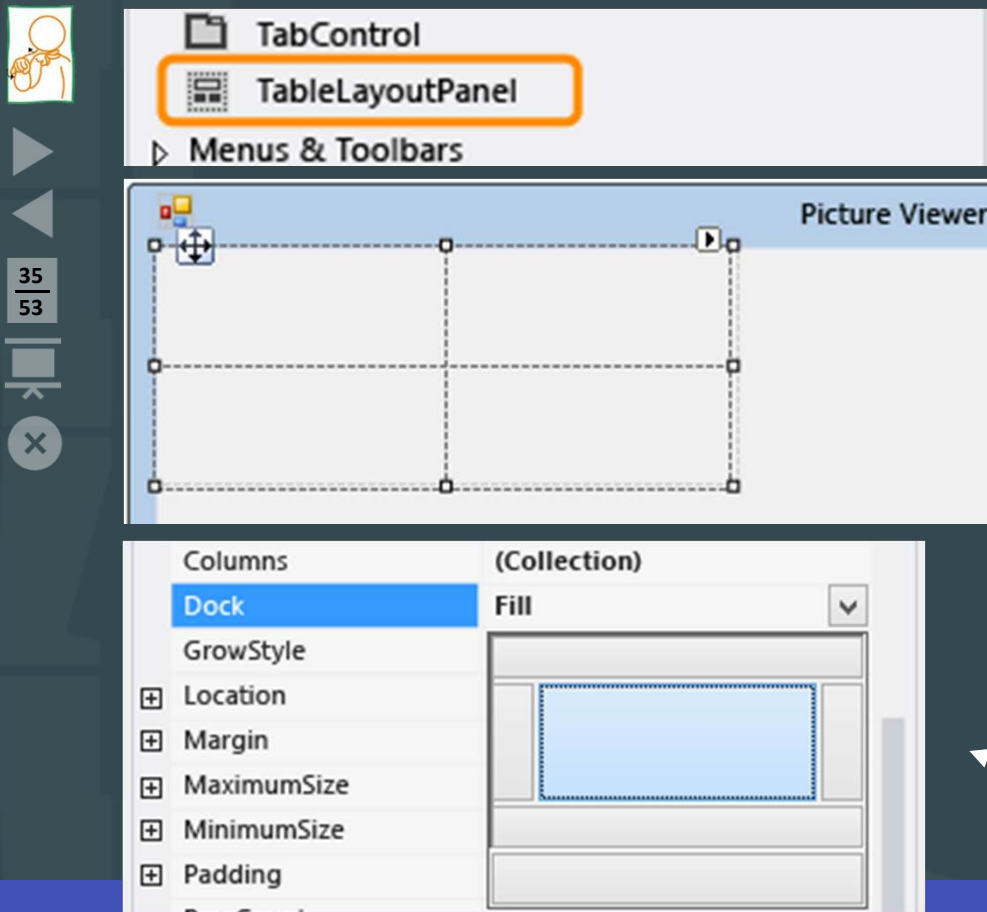 TabControl
TableLayoutPanel
Menus & Toolbars
35
53
Picture Viewer
Columns (Collection)
Dock Fill
GrowStyle
Location
Margin
MaximumSize
MinimumSize
Padding